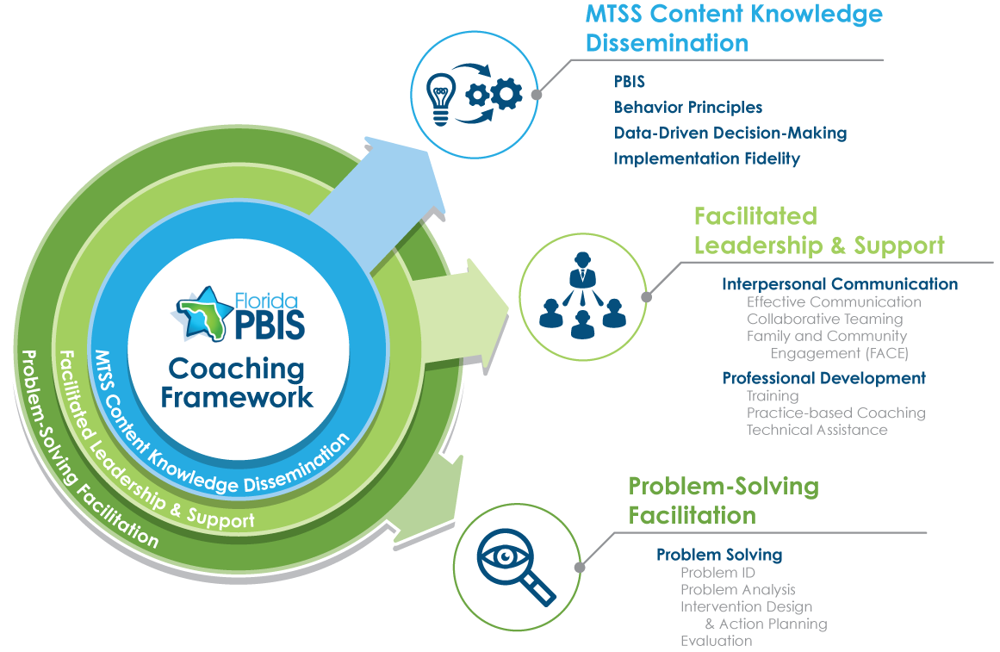 MTSS Content Knowledge
Dissemination
PBIS
Behavior Principles
Data-Driven Decision-Making
Implementation Fidelity
Facilitated
Leadership & Support
Interpersonal Communication
Effective Communication
Collaborative Teaming
Family and Community
Engagement (FACE)
Professional Development
Training
Practice-based Coaching
Technical Assistance
Problem-Solving
Facilitation
Problem Solving
Problem ID
Problem Analysis
Intervention Design
& Action Planning
Evaluation
Florida
PBIS
Coaching
Framework
MTSS Content Knowledge Dissemination
Facilitated Leadership & Support
Problem-Solving Facilitation